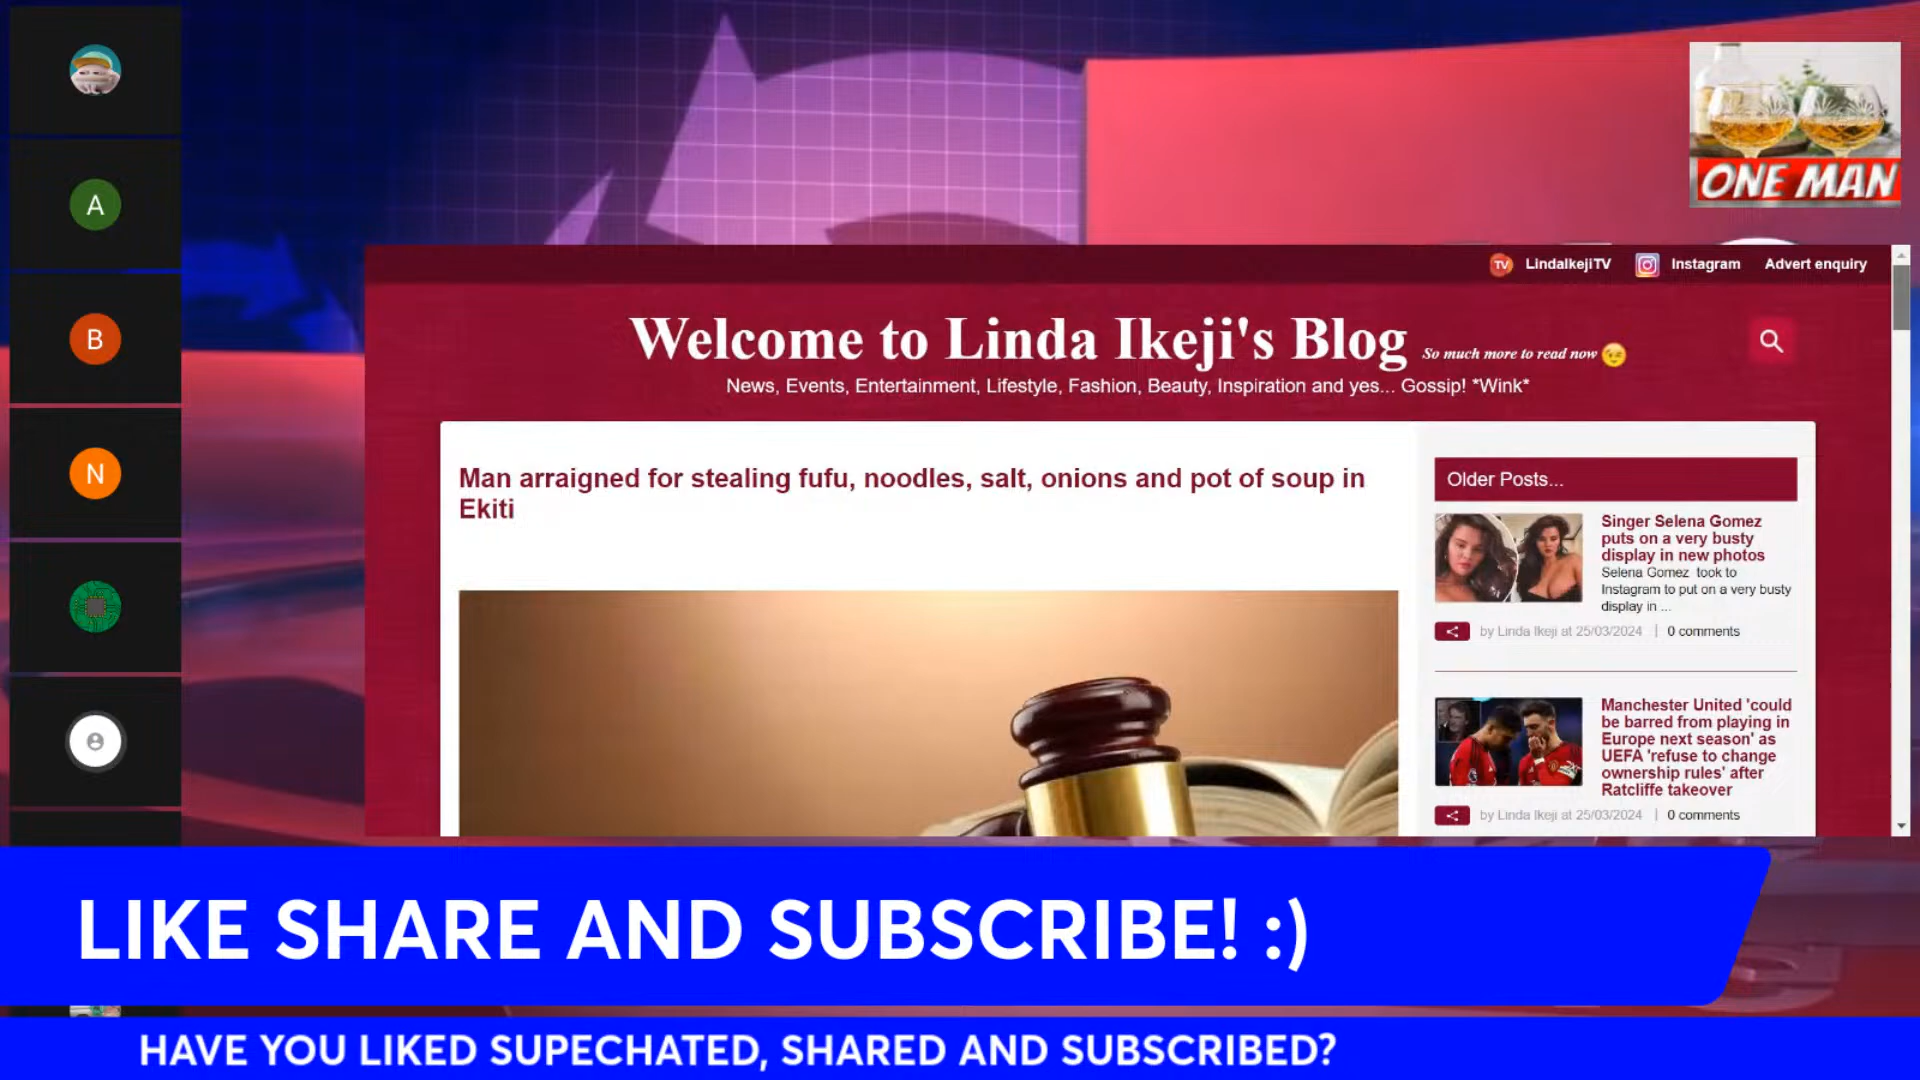 A
B
N
ONE MAN
TV LindaIkejiTV Instagram Advert enquiry
Welcome to Linda Ikeji's Blog So much more to read now
News, Events, Entertainment, Lifestyle, Fashion, Beauty, Inspiration and yes... Gossip! *Wink*
Man arraigned for stealing fufu, noodles, salt, onions and pot of soup in
Ekiti
Older Posts...
Singer Selena Gomez
puts on a very busty
display in new photos
Selena Gomez took to
Instagram to put on a very busty
display in ...
by Linda Ikeji at 25/03/2024 | 0 comments
Manchester United 'could
be barred from playing in
Europe next season' as
UEFA 'refuse to change
ownership rules' after
Ratcliffe takeover
by Linda Ikeji at 25/03/2024 | 0 comments
LIKE SHARE AND SUBSCRIBE! :)
HAVE YOU LIKED SUPECHATED, SHARED AND SUBSCRIBED?